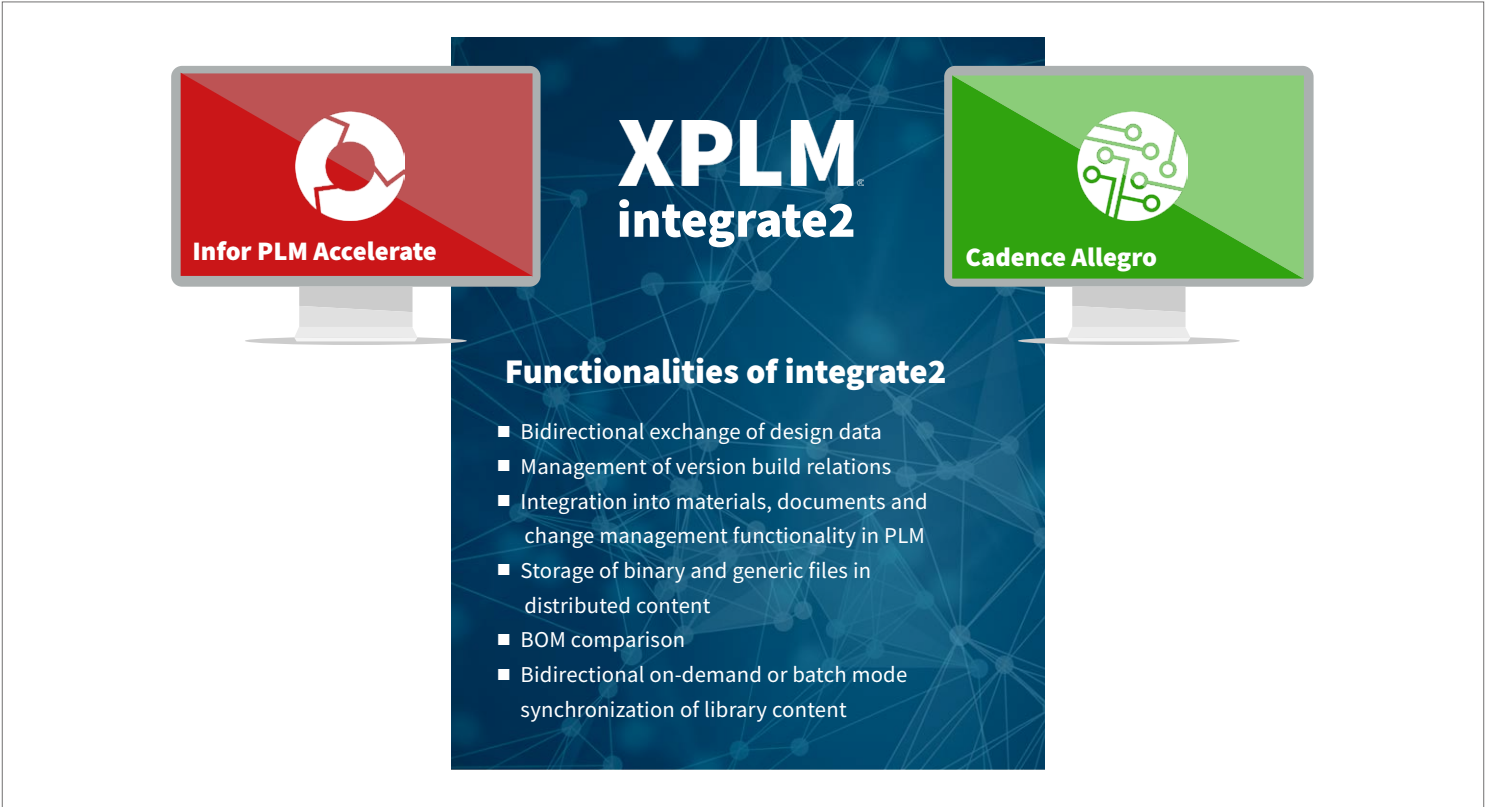 XPLM®
integrate2
Infor PLM Accelerate
Cadence Allegro
Functionalities of integrate2
■ Bidirectional exchange of design data
■ Management of version build relations
■ Integration into materials, documents and
change management functionality in PLM
■ Storage of binary and generic files in
distributed content
■ BOM comparison
■ Bidirectional on-demand or batch mode
synchronization of library content